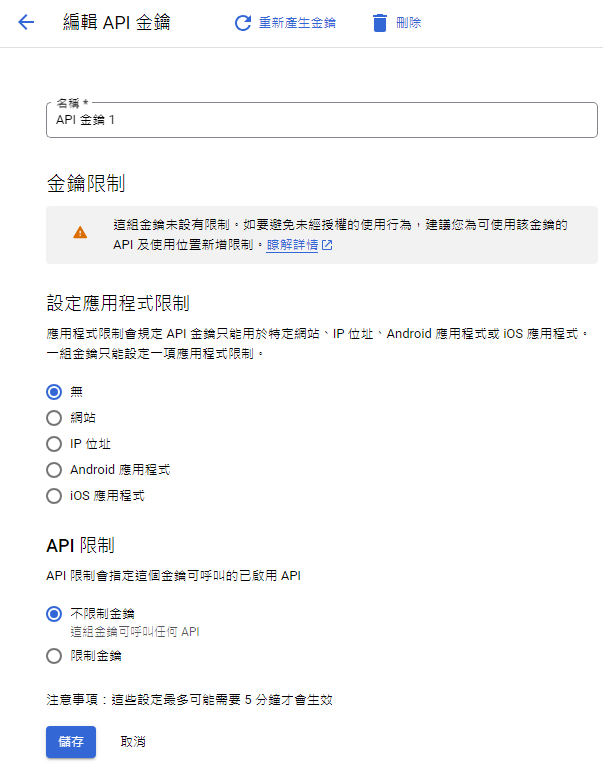 編輯 API 金鑰 重新產生金鑰 刪除
名稱 *
API 金鑰 1
金鑰限制
這組金鑰未設有限制。如要避免未經授權的使用行為，建議您為可使用該金鑰的
API 及使用位置新增限制。瞭解詳情
設定應用程式限制
應用程式限制會規定 API 金鑰只能用於特定網站、IP 位址、Android 應用程式或 iOS 應用程式。
一組金鑰只能設定一項應用程式限制。
無
網站
IP 位址
Android 應用程式
iOS 應用程式
API 限制
API 限制會指定這個金鑰可呼叫的已啟用 API
不限制金鑰
這組金鑰可呼叫任何 API
限制金鑰
注意事項：這些設定最多可能需要 5 分鐘才會生效
儲存 取消